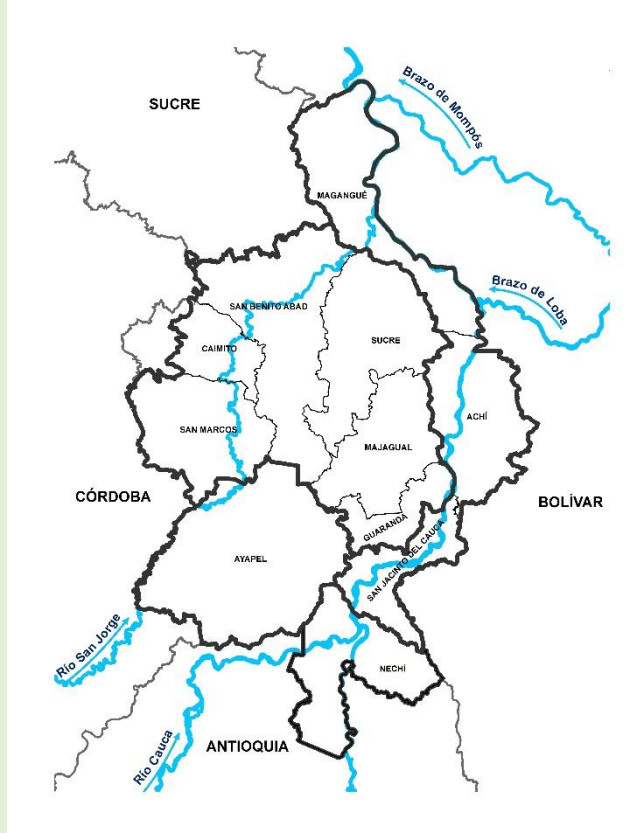 SUCRE
Brazo de Mompós
MAGANGUÉ
Brazo de Loba
SAN BENITO ABAD
CAIMITO
SUCRE
ACHÍ
SAN MARCOS
MAJAGUAL
CÓRDOBA
BOLÍVAR
GUARANDA
AYAPEL
SAN JACINTO DEL CAUCA
Río San Jorge
NECHÍ
ANTIOQUIA
Río Cauca